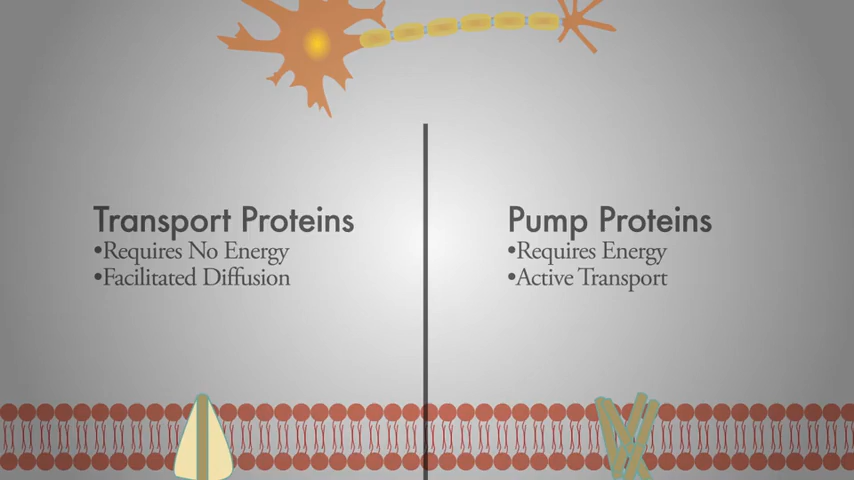 Transport Proteins
•Requires No Energy
•Facilitated Diffusion
Pump Proteins
•Requires Energy
•Active Transport